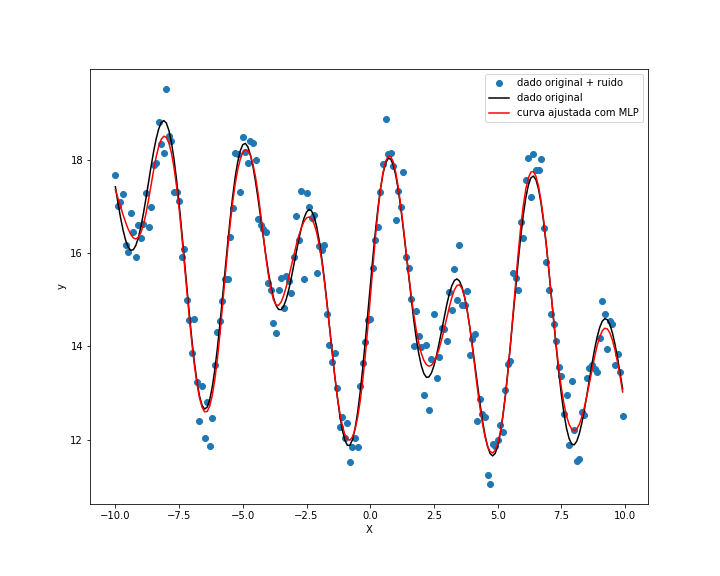 dado original + ruido
dado original
curva ajustada com MLP
y
18
16
14
12
−10.0 −7.5 −5.0 −2.5 0.0 2.5 5.0 7.5 10.0
X